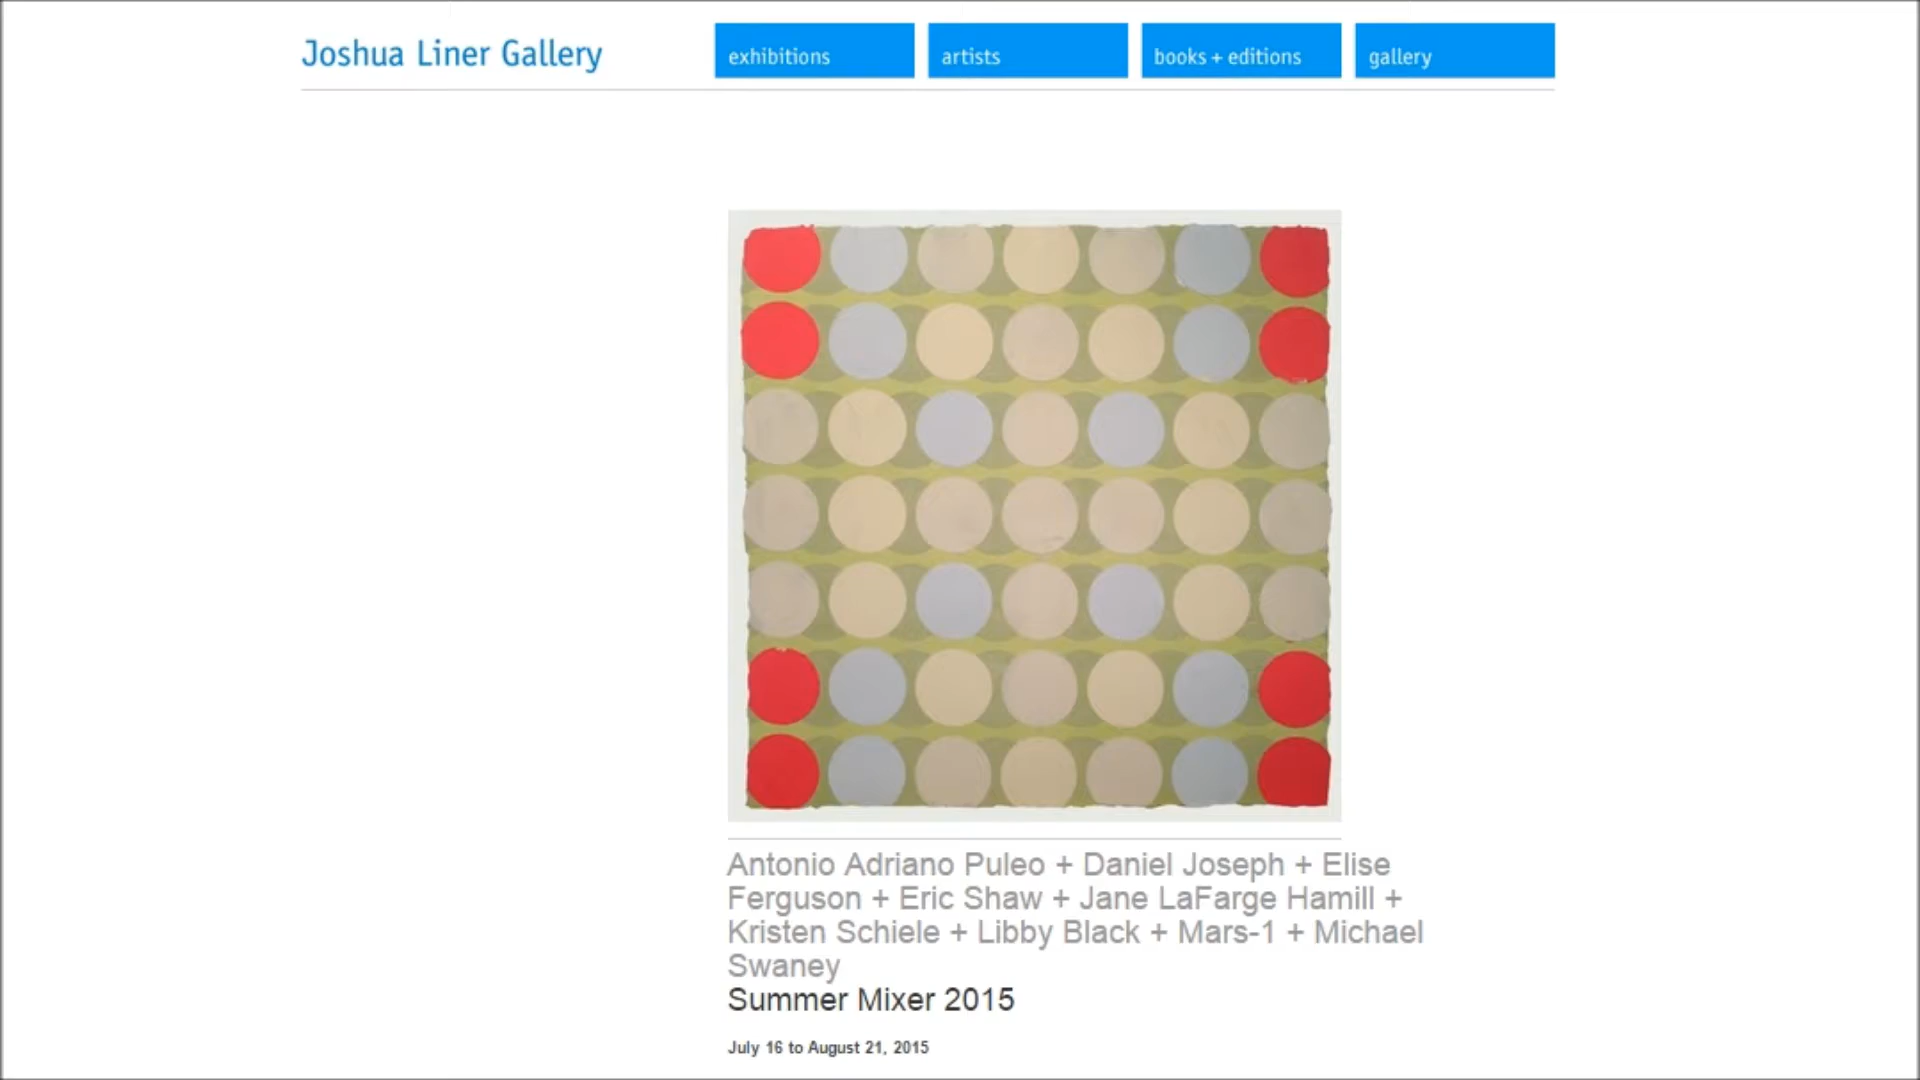 Joshua Liner Gallery
exhibitions
artists
books + editions
gallery
Antonio Adriano Puleo + Daniel Joseph + Elise
Ferguson + Eric Shaw + Jane LaFarge Hamill +
Kristen Schiele + Libby Black + Mars-1 + Michael
Swaney
Summer Mixer 2015
July 16 to August 21, 2015